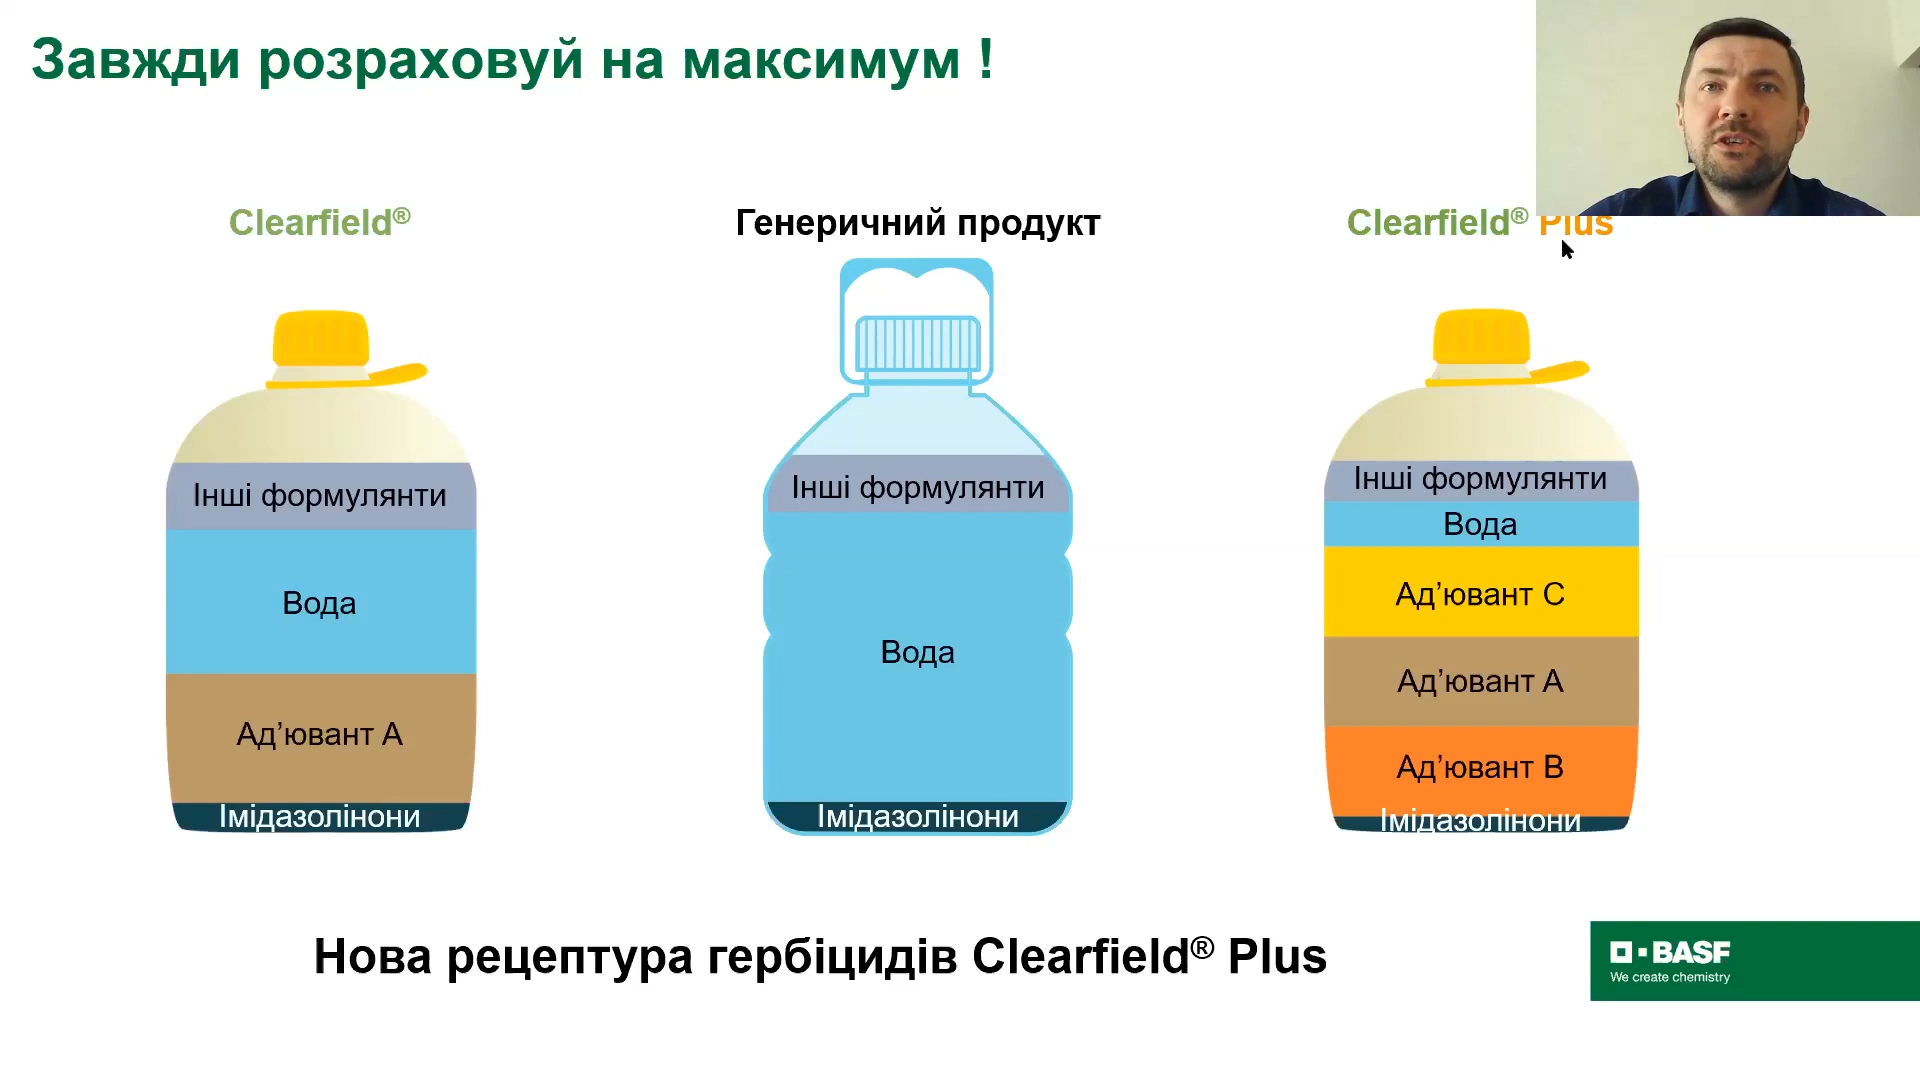 Завжди розраховуй на максимум !
Clearfield®
Генеричний продукт
Clearfield® Plus
Інші формулянти
Вода
Ад’ювант А
Імідазолінони
Інші формулянти
Вода
Імідазолінони
Інші формулянти
Вода
Ад’ювант С
Ад’ювант А
Ад’ювант В
Імідазолінони
Нова рецептура гербіцидів Clearfield® Plus
BASF
We create chemistry